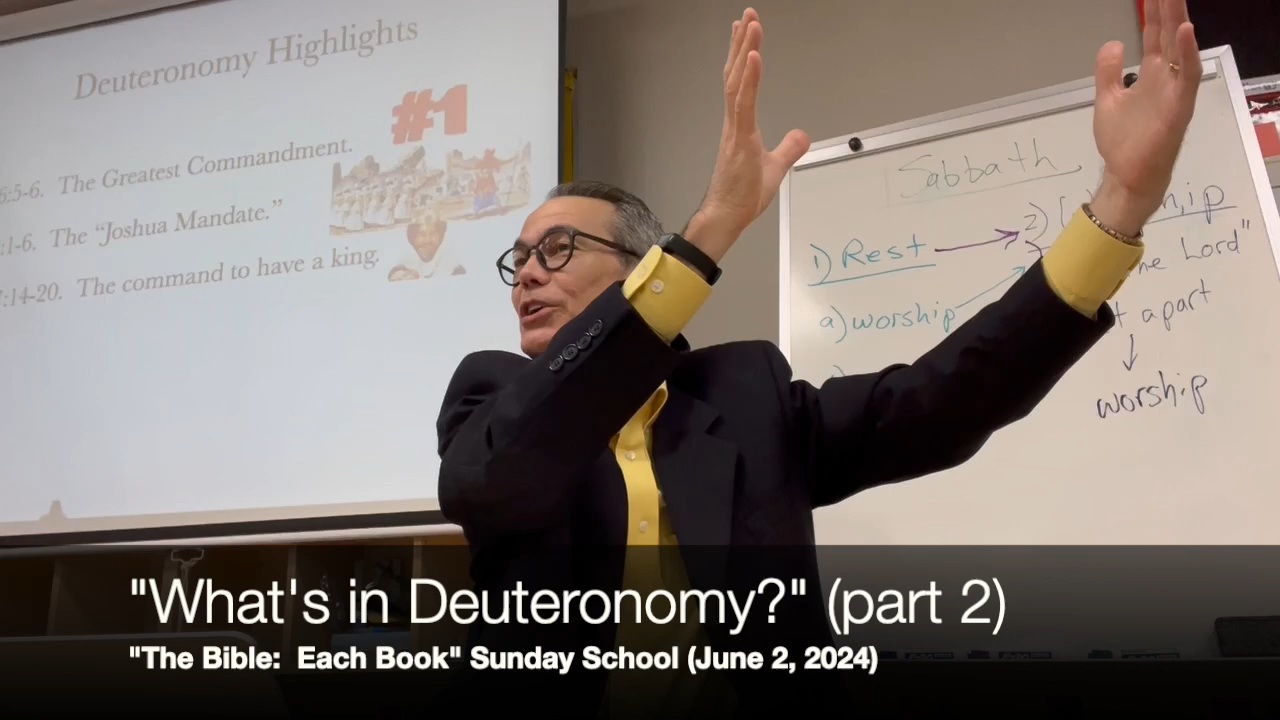 Deuteronomy Highlights
#1
6:5-6. The Greatest Commandment.
:1-6. The “Joshua Mandate.”
:14-20. The command to have a king.
Sabbath
1) Rest
2)
a) worship
Lord"
apart
worship
"What's in Deuteronomy?" (part 2)
"The Bible: Each Book" Sunday School (June 2, 2024)